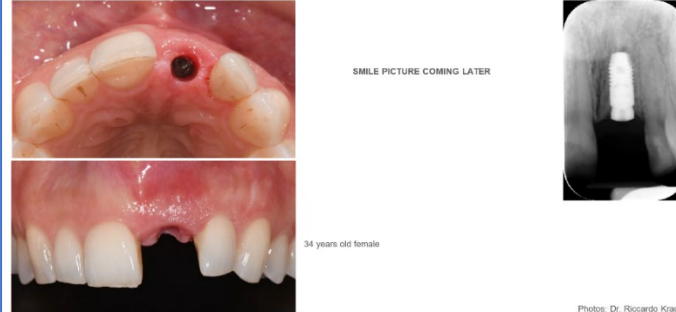 SMILE PICTURE COMING LATER
34 years old female
Photos: Dr. Riccardo